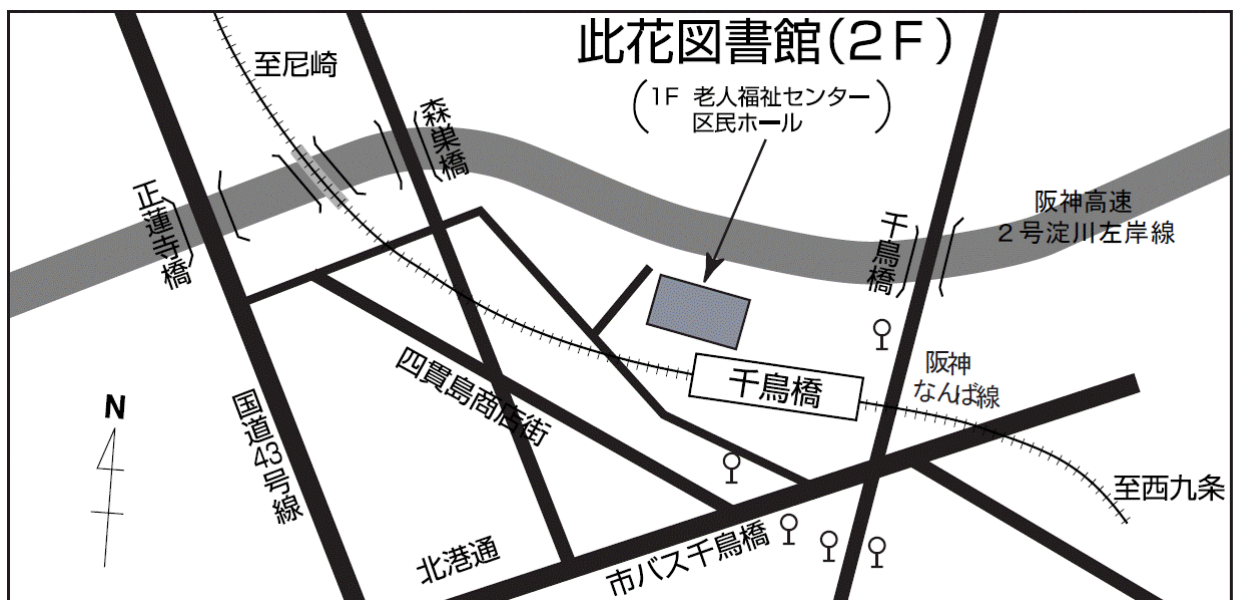 此花図書館(2F)
(1F 老人福祉センター
区民ホール)
至尼崎
森巣橋
正蓮寺橋
千鳥橋
阪神高速
2号淀川左岸線
四貫島商店街
千鳥橋
阪神
なんば線
N
国道43号線
至西九条
北港通
市バス千鳥橋